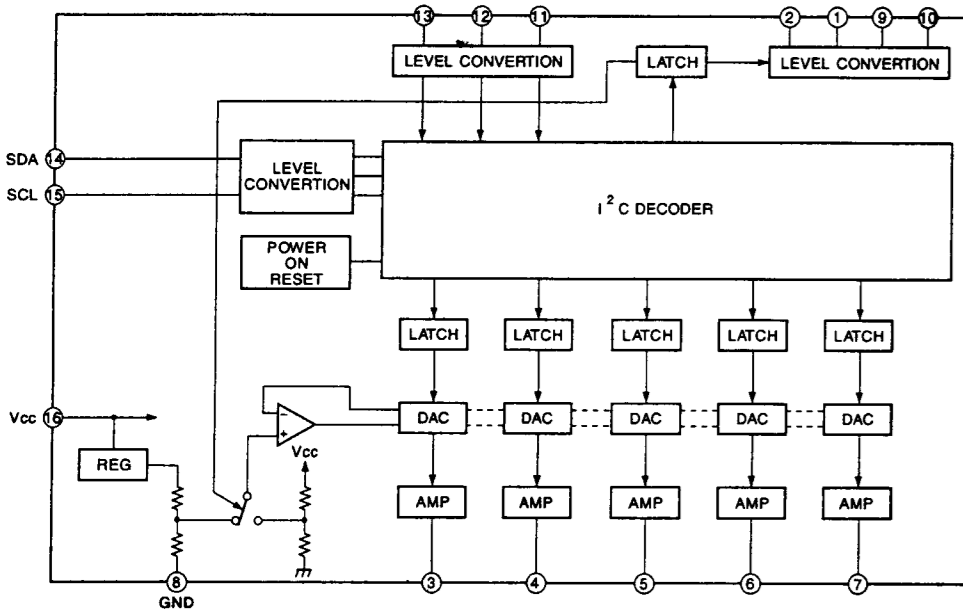 13 12 11 2 1 9 10
LEVEL CONVERTION LATCH LEVEL CONVERTION
SDA 14
SCL 15
LEVEL
CONVERTION
I²C DECODER
POWER
ON
RESET
LATCH LATCH LATCH LATCH LATCH
Vcc 16
REG
−
+
Vcc
DAC DAC DAC DAC DAC
AMP AMP AMP AMP AMP
8 3 4 5 6 7
GND